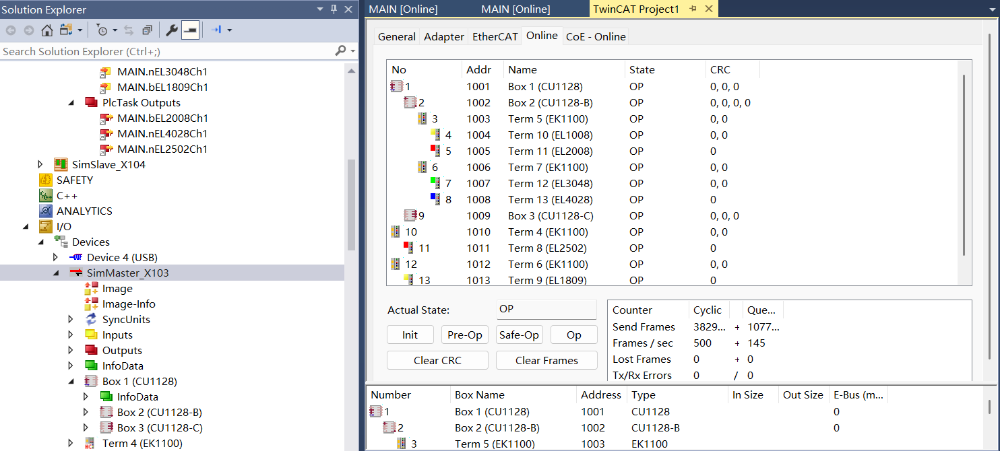 Solution Explorer
Search Solution Explorer (Ctrl+;)
MAIN.nEL3048Ch1
MAIN.bEL1809Ch1
PlcTask Outputs
MAIN.bEL2008Ch1
MAIN.nEL4028Ch1
MAIN.nEL2502Ch1
SimSlave_X104
SAFETY
C++
ANALYTICS
I/O
Devices
Device 4 (USB)
SimMaster_X103
Image
Image-Info
SyncUnits
Inputs
Outputs
InfoData
Box 1 (CU1128)
InfoData
Box 2 (CU1128-B)
Box 3 (CU1128-C)
Term 4 (EK1100)
MAIN [Online] MAIN [Online] TwinCAT Project1
General Adapter EtherCAT Online CoE - Online
No Addr Name State CRC
1 1001 Box 1 (CU1128) OP 0, 0, 0
2 1002 Box 2 (CU1128-B) OP 0, 0, 0, 0
3 1003 Term 5 (EK1100) OP 0, 0
4 1004 Term 10 (EL1008) OP 0, 0
5 1005 Term 11 (EL2008) OP 0
6 1006 Term 7 (EK1100) OP 0, 0
7 1007 Term 12 (EL3048) OP 0, 0
8 1008 Term 13 (EL4028) OP 0
9 1009 Box 3 (CU1128-C) OP 0, 0, 0
10 1010 Term 4 (EK1100) OP 0, 0
11 1011 Term 8 (EL2502) OP 0
12 1012 Term 6 (EK1100) OP 0, 0
13 1013 Term 9 (EL1809) OP 0
Actual State: OP
Init Pre-Op Safe-Op Op
Clear CRC Clear Frames
Counter Cyclic Que...
Send Frames 3829... + 1077...
Frames / sec 500 + 145
Lost Frames 0 + 0
Tx/Rx Errors 0 / 0
Number Box Name Address Type In Size Out Size E-Bus (m...
1 Box 1 (CU1128) 1001 CU1128 0
2 Box 2 (CU1128-B) 1002 CU1128-B 0
3 Term 5 (EK1100) 1003 EK1100